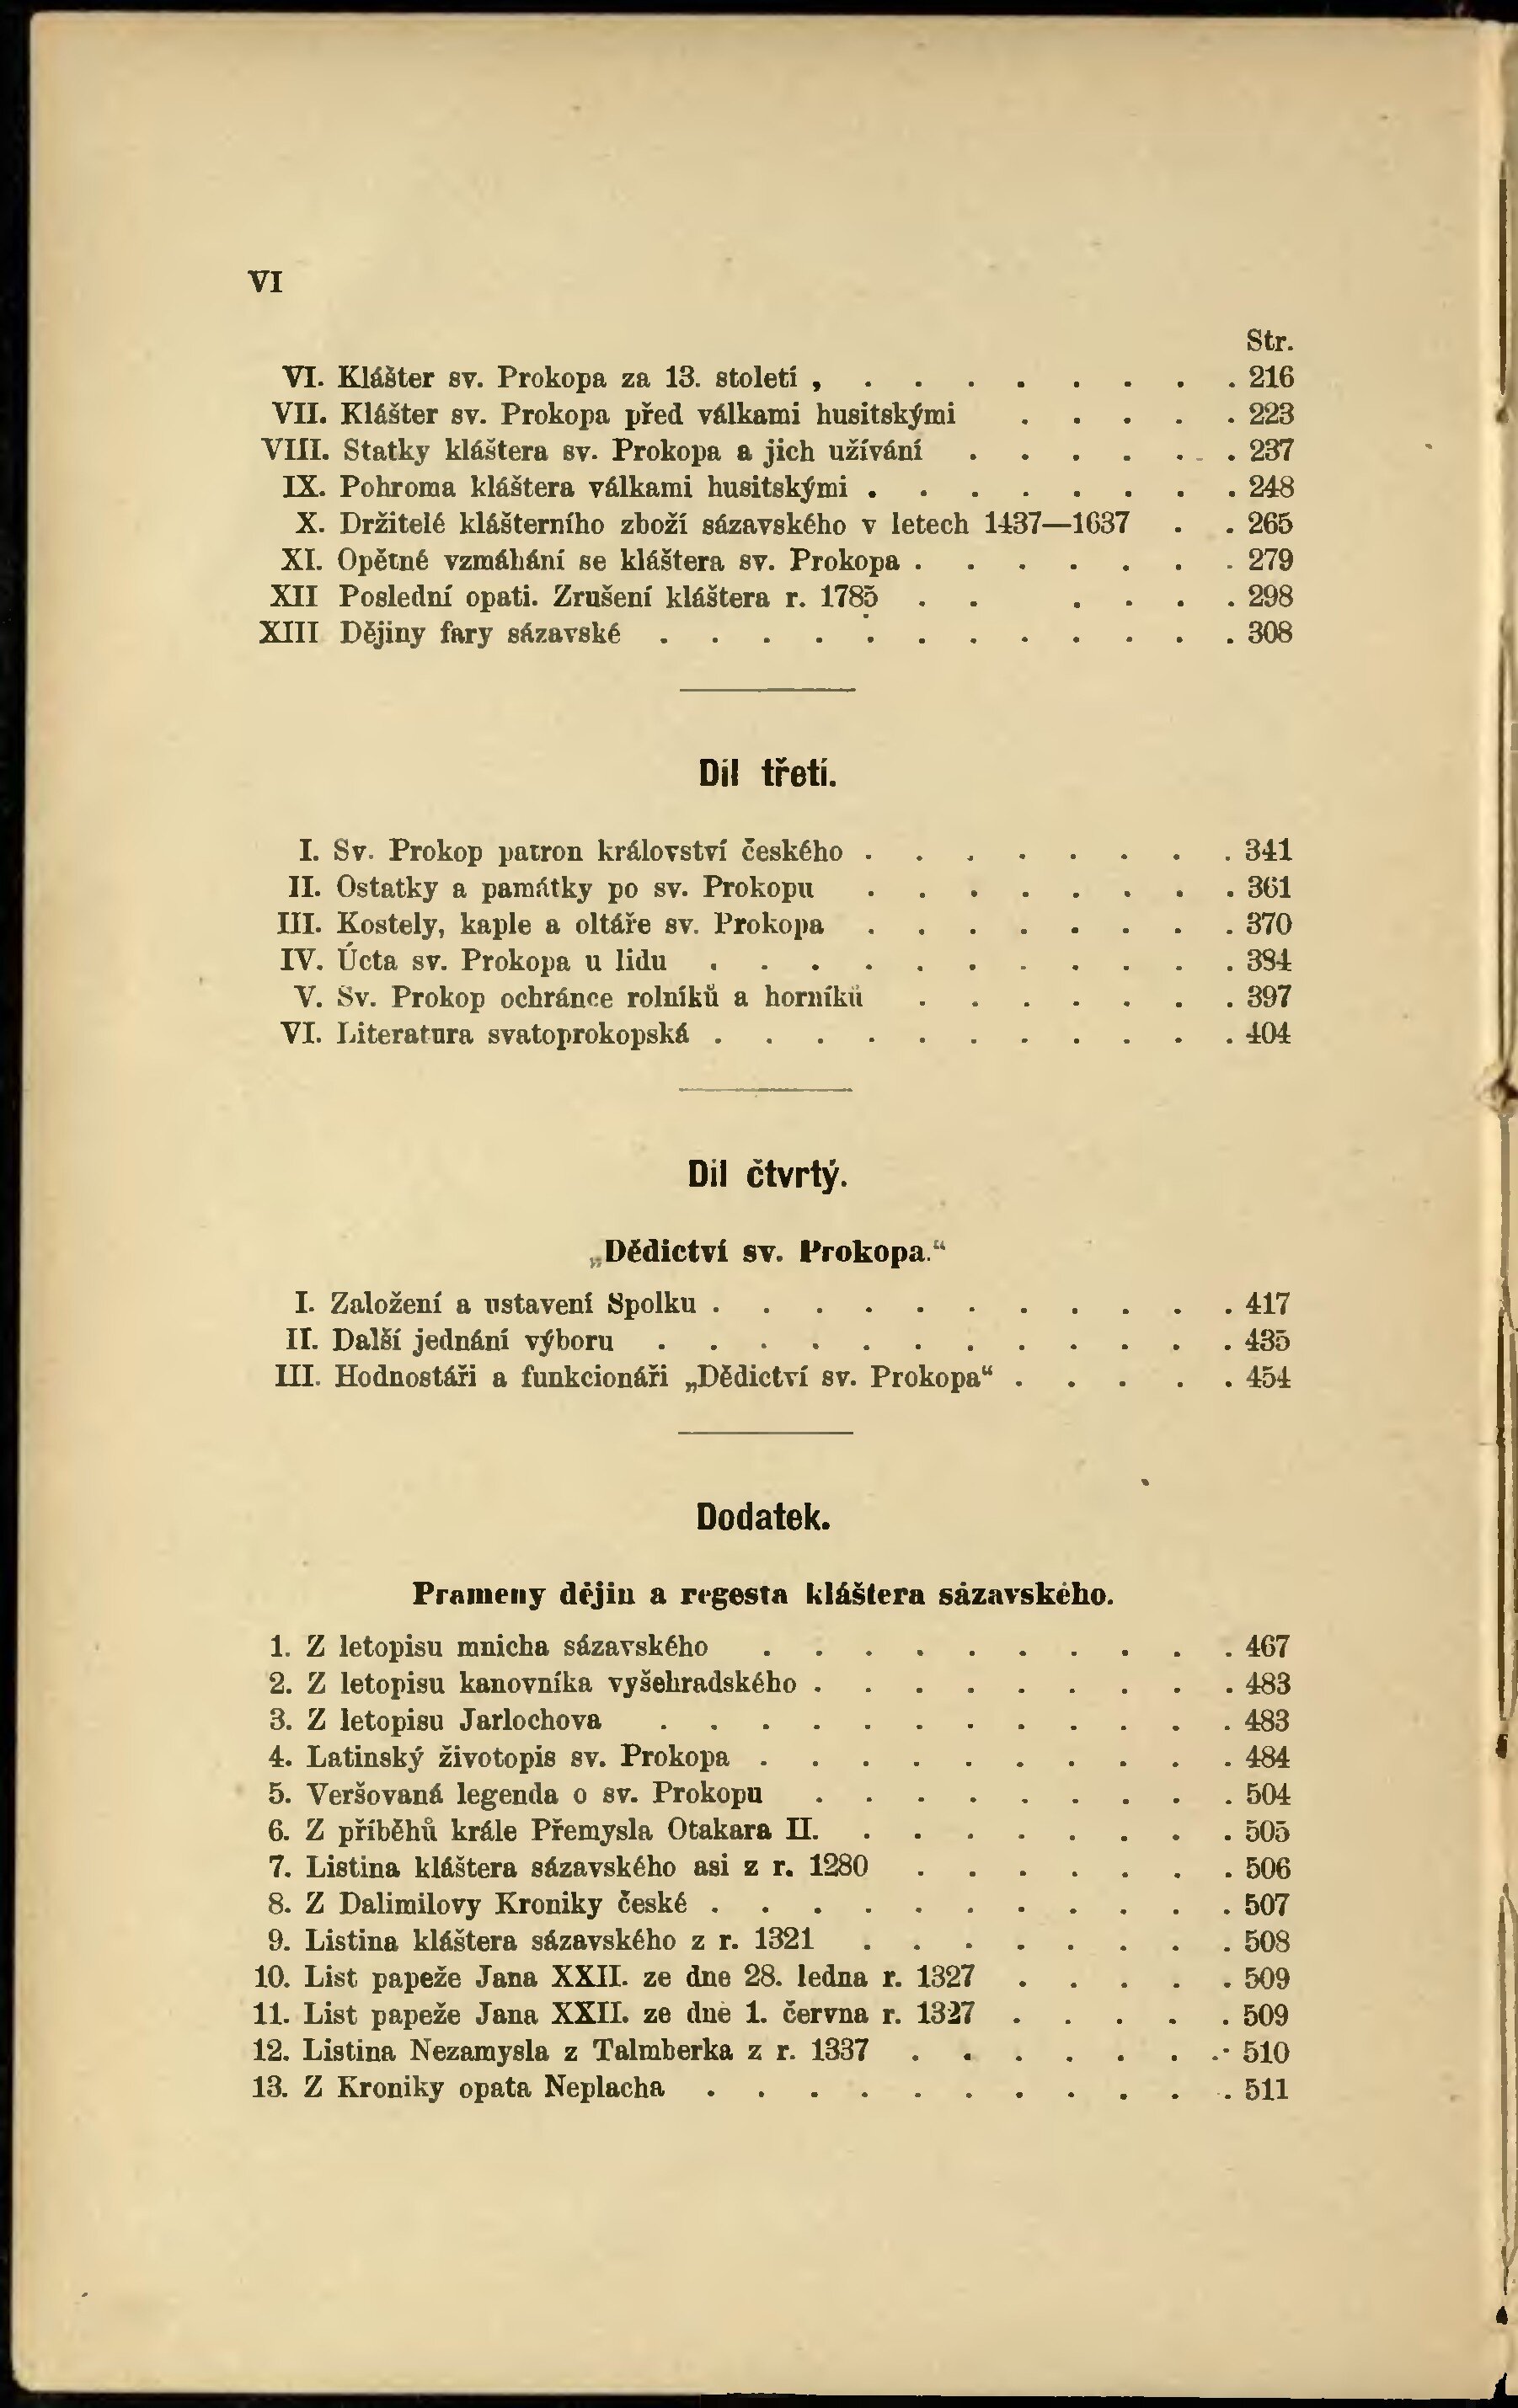 VI
Str.
VI. Klášter sv. Prokopa za 13. století , . . . . . . . . 216
VII. Klášter sv. Prokopa před válkami husitskými . . . . . 223
VIII. Statky kláštera sv. Prokopa a jich užívání . . . . . . 237
IX. Pohroma kláštera válkami husitskými . . . . . . . . 248
X. Držitelé klášterního zboží sázavského v letech 1437—1637 . . 265
XI. Opětné vzmáhání se kláštera sv. Prokopa . . . . . . . 279
XII Poslední opati. Zrušení kláštera r. 1785 . . . . . . 298
XIII Dějiny fary sázavské . . . . . . . . . . . . 308
Díl třetí.
I. Sv. Prokop patron království českého . . . . . . . . 341
II. Ostatky a památky po sv. Prokopu . . . . . . . . 361
III. Kostely, kaple a oltáře sv. Prokopa . . . . . . . . 370
IV. Úcta sv. Prokopa u lidu . . . . . . . . . . . 384
V. Sv. Prokop ochránce rolníků a horníků . . . . . . . 397
VI. Literatura svatoprokopská . . . . . . . . . . . 404
Díl čtvrtý.
„Dědictví sv. Prokopa.“
I. Založení a ustavení Spolku . . . . . . . . . . . 417
II. Další jednání výboru . . . . . . . . . . . . 435
III. Hodnostáři a funkcionáři „Dědictví sv. Prokopa“ . . . . . 454
Dodatek.
Prameny dějin a regesta kláštera sázavského.
1. Z letopisu mnicha sázavského . . . . . . . . . . 467
2. Z letopisu kanovníka vyšehradského . . . . . . . . . 483
3. Z letopisu Jarlochova . . . . . . . . . . . . 483
4. Latinský životopis sv. Prokopa . . . . . . . . . . 484
5. Veršovaná legenda o sv. Prokopu . . . . . . . . . 504
6. Z příběhů krále Přemysla Otakara II. . . . . . . . . 505
7. Listina kláštera sázavského asi z r. 1280 . . . . . . . 506
8. Z Dalimilovy Kroniky české . . . . . . . . . . . 507
9. Listina kláštera sázavského z r. 1321 . . . . . . . . 508
10. List papeže Jana XXII. ze dne 28. ledna r. 1327 . . . . . 509
11. List papeže Jana XXII. ze dne 1. června r. 1327 . . . . . 509
12. Listina Nezamysla z Talmberka z r. 1337 . . . . . . . 510
13. Z Kroniky opata Neplacha . . . . . . . . . . . 511